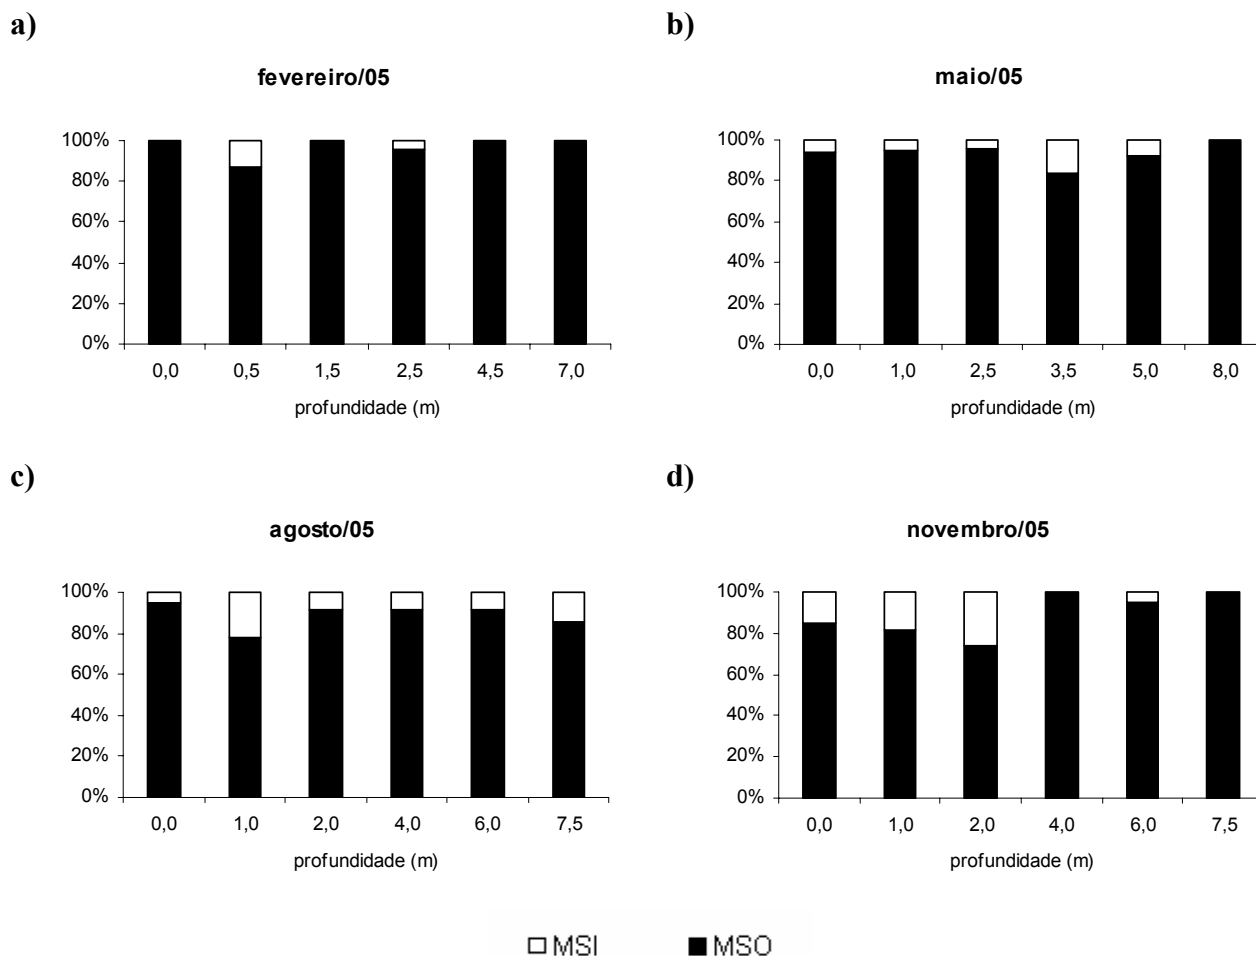 a)
fevereiro/05
100%
80%
60%
40%
20%
0%
0,0 0,5 1,5 2,5 4,5 7,0
profundidade (m)
b)
maio/05
100%
80%
60%
40%
20%
0%
0,0 1,0 2,5 3,5 5,0 8,0
profundidade (m)
c)
agosto/05
100%
80%
60%
40%
20%
0%
0,0 1,0 2,0 4,0 6,0 7,5
profundidade (m)
d)
novembro/05
100%
80%
60%
40%
20%
0%
0,0 1,0 2,0 4,0 6,0 7,5
profundidade (m)
MSI MSO